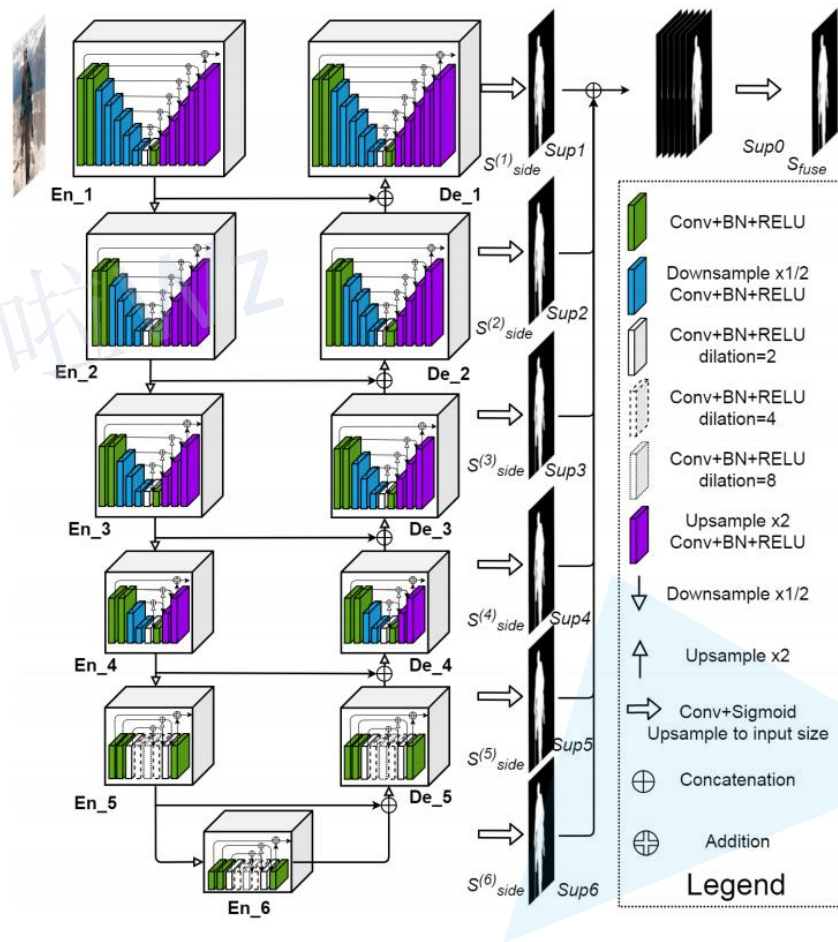 En_1
De_1
S(1)side
Sup1
Sup0
Sfuse
En_2
De_2
S(2)side
Sup2
En_3
De_3
S(3)side
Sup3
En_4
De_4
S(4)side
Sup4
En_5
De_5
S(5)side
Sup5
En_6
S(6)side
Sup6
Conv+BN+RELU
Downsample x1/2
Conv+BN+RELU
Conv+BN+RELU
dilation=2
Conv+BN+RELU
dilation=4
Conv+BN+RELU
dilation=8
Upsample x2
Conv+BN+RELU
Downsample x1/2
Upsample x2
Conv+Sigmoid
Upsample to input size
Concatenation
Addition
Legend